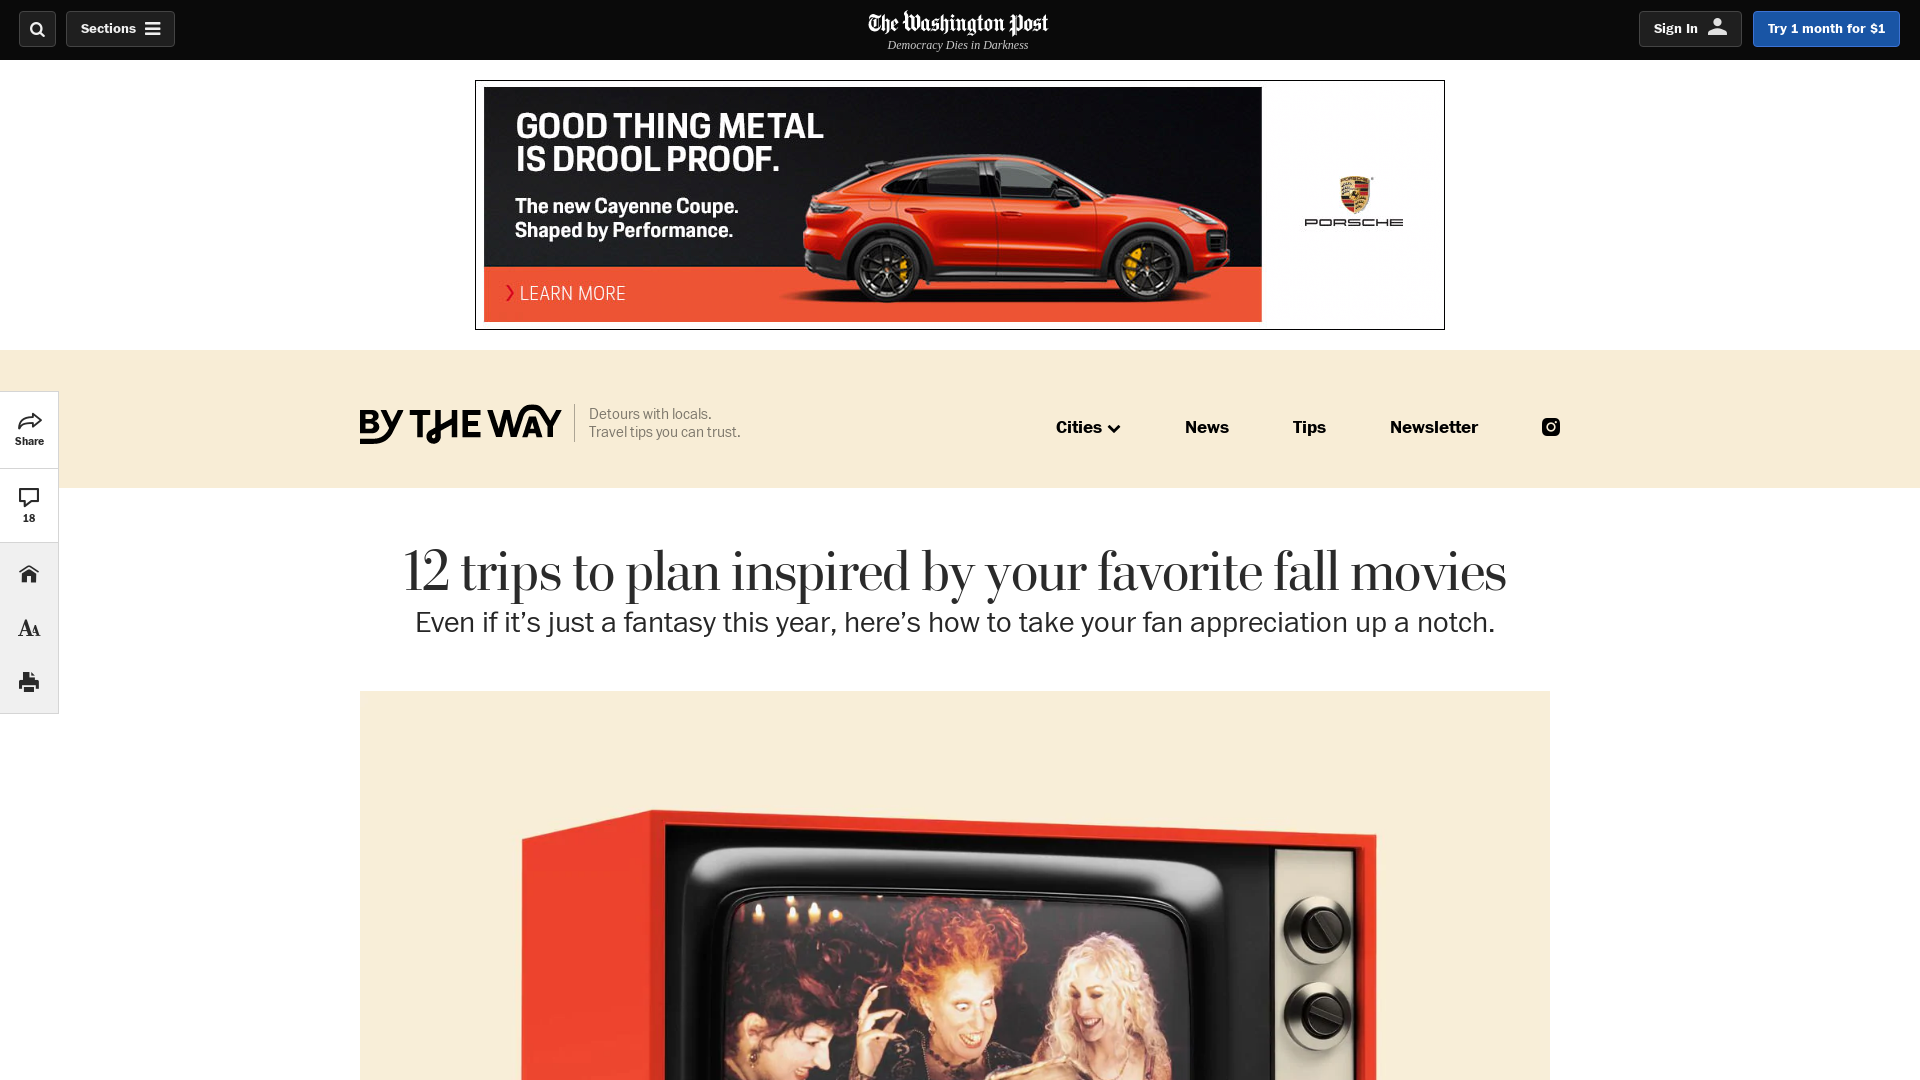 Sections
The Washington Post
Democracy Dies in Darkness
Sign In
Try 1 month for $1
GOOD THING METAL
IS DROOL PROOF.
The new Cayenne Coupe.
Shaped by Performance.
LEARN MORE
PORSCHE
BY THE WAY
Detours with locals.
Travel tips you can trust.
Cities
News
Tips
Newsletter
Share
18
12 trips to plan inspired by your favorite fall movies
Even if it’s just a fantasy this year, here’s how to take your fan appreciation up a notch.
AA